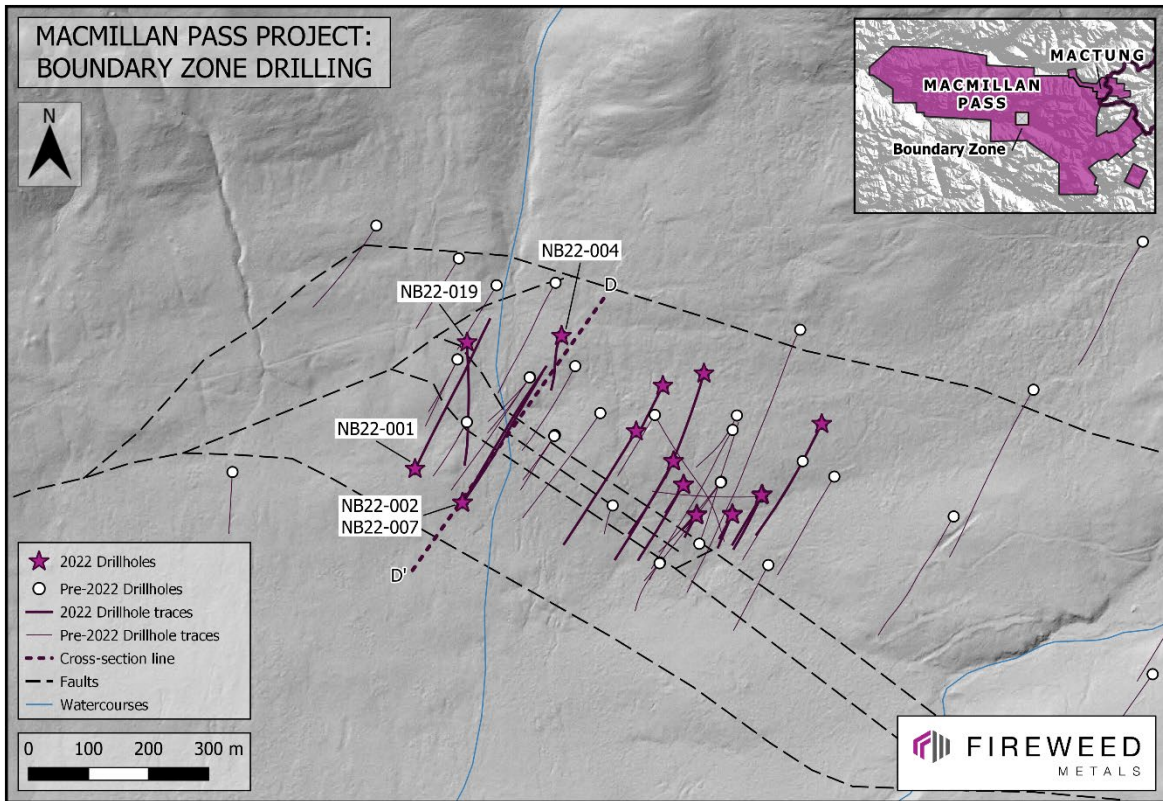 MACMILLAN PASS PROJECT:
BOUNDARY ZONE DRILLING
N
MACTUNG
MACMILLAN
PASS
Boundary Zone
NB22-004
NB22-019
D
NB22-001
NB22-002
NB22-007
D'
2022 Drillholes
Pre-2022 Drillholes
2022 Drillhole traces
Pre-2022 Drillhole traces
Cross-section line
Faults
Watercourses
0 100 200 300 m
FIREWEED
METALS